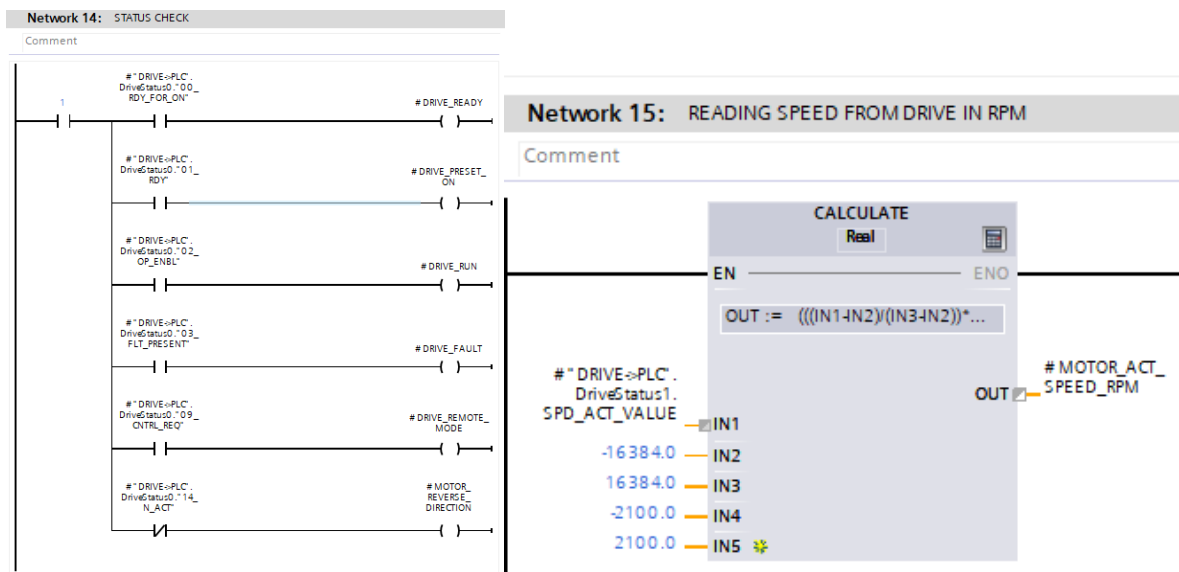 Network 14: STATUS CHECK
Comment
1
#"DRIVE->PLC".
DriveStatus0."00_
RDY_FOR_ON"
#DRIVE_READY
#"DRIVE->PLC".
DriveStatus0."01_
RDY"
#DRIVE_PRESET_
ON
#"DRIVE->PLC".
DriveStatus0."02_
OP_ENBL"
#DRIVE_RUN
#"DRIVE->PLC".
DriveStatus0."03_
FLT_PRESENT"
#DRIVE_FAULT
#"DRIVE->PLC".
DriveStatus0."09_
CNTRL_REQ"
#DRIVE_REMOTE_
MODE
#"DRIVE->PLC".
DriveStatus0."14_
N_ACT"
#MOTOR_
REVERSE_
DIRECTION
Network 15: READING SPEED FROM DRIVE IN RPM
Comment
CALCULATE
Real
EN
ENO
OUT := (((IN1-IN2)/(IN3-IN2))*...
#"DRIVE->PLC".
DriveStatus1.
SPD_ACT_VALUE
IN1
-16384.0
IN2
16384.0
IN3
-2100.0
IN4
2100.0
IN5
OUT
#MOTOR_ACT_
SPEED_RPM